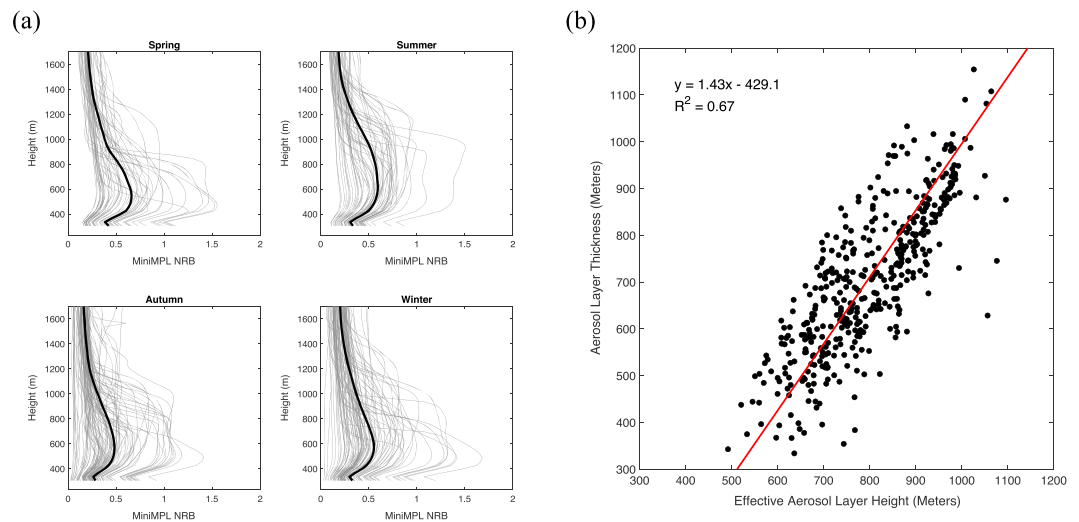 (a)
Spring
1600
1400
1200
1000
800
600
400
Height (m)
0 0.5 1 1.5 2
MiniMPL NRB
Summer
1600
1400
1200
1000
800
600
400
Height (m)
0 0.5 1 1.5 2
MiniMPL NRB
Autumn
1600
1400
1200
1000
800
600
400
Height (m)
0 0.5 1 1.5 2
MiniMPL NRB
Winter
1600
1400
1200
1000
800
600
400
Height (m)
0 0.5 1 1.5 2
MiniMPL NRB
(b)
y = 1.43x - 429.1
R² = 0.67
1200
1100
1000
900
800
700
600
500
400
300
Aerosol Layer Thickness (Meters)
300 400 500 600 700 800 900 1000 1100 1200
Effective Aerosol Layer Height (Meters)